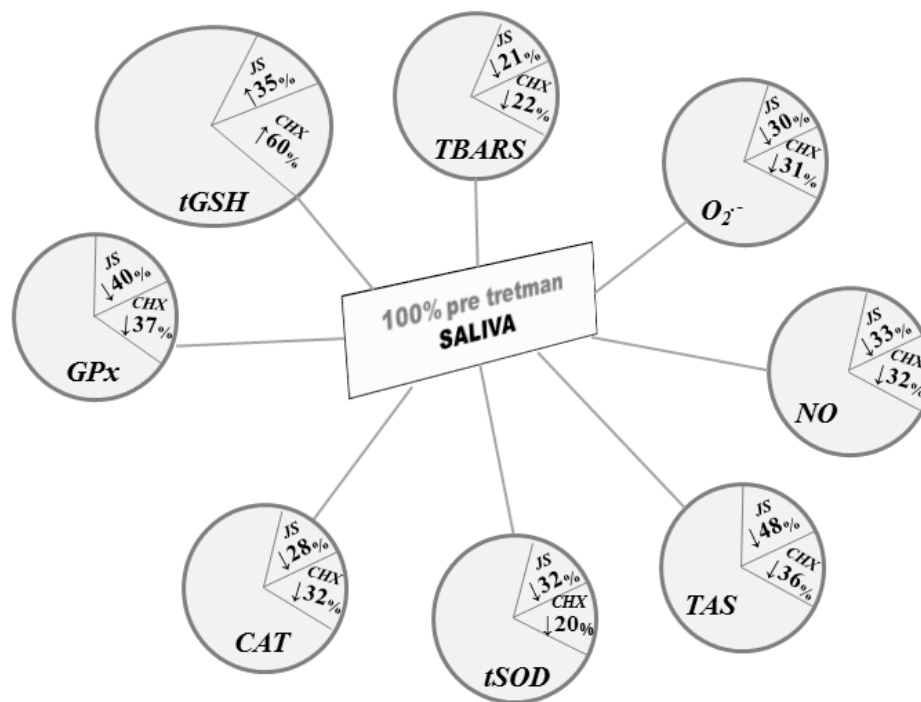 JS
↑35%
CHX
↑60%
tGSH
JS
↓21%
CHX
↓22%
TBARS
JS
↓30%
CHX
↓31%
O₂·⁻
JS
↓40%
CHX
↓37%
GPx
100% pre tretman
SALIVA
JS
↓33%
CHX
↓32%
NO
JS
↓28%
CHX
↓32%
CAT
JS
↓32%
CHX
↓20%
tSOD
JS
↓48%
CHX
↓36%
TAS